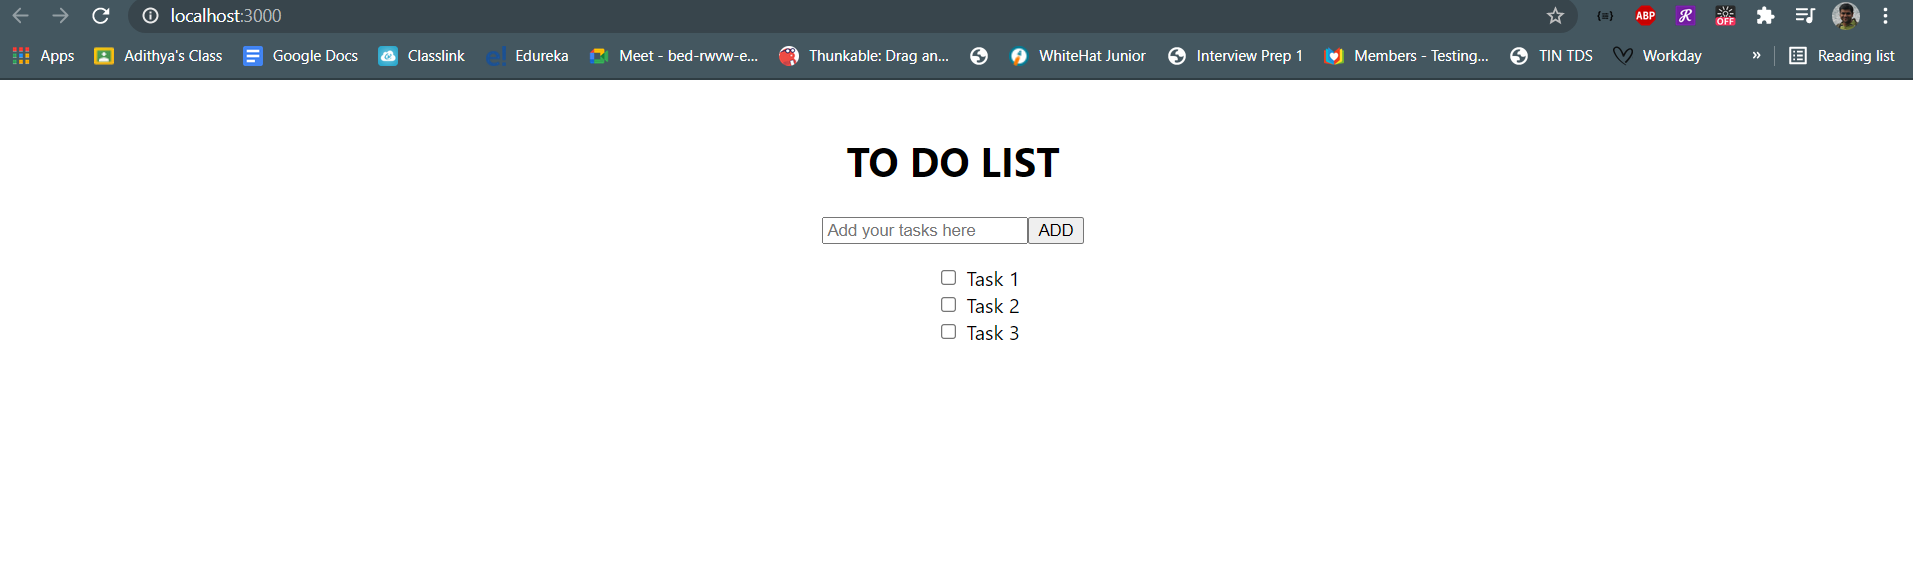 localhost:3000
ABP R OFF
Apps Adithya's Class Google Docs Classlink e! Edureka Meet - bed-rwvw-e... Thunkable: Drag an... WhiteHat Junior Interview Prep 1 Members - Testing... TIN TDS Workday » Reading list
TO DO LIST
Add your tasks here ADD
Task 1
Task 2
Task 3